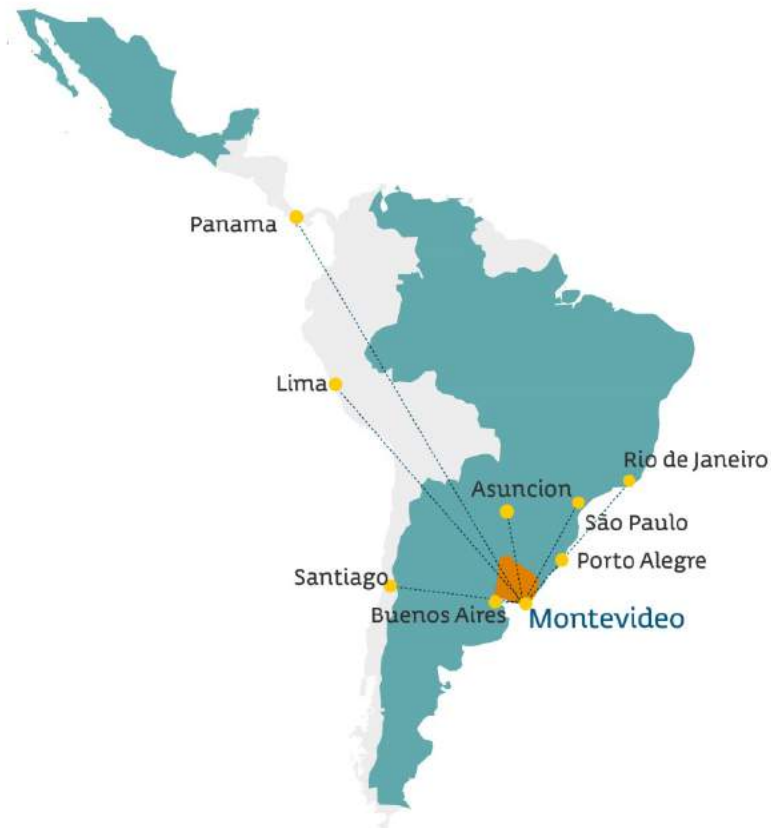 Panama
Lima
Rio de Janeiro
Asuncion
São Paulo
Porto Alegre
Santiago
Buenos Aires
Montevideo